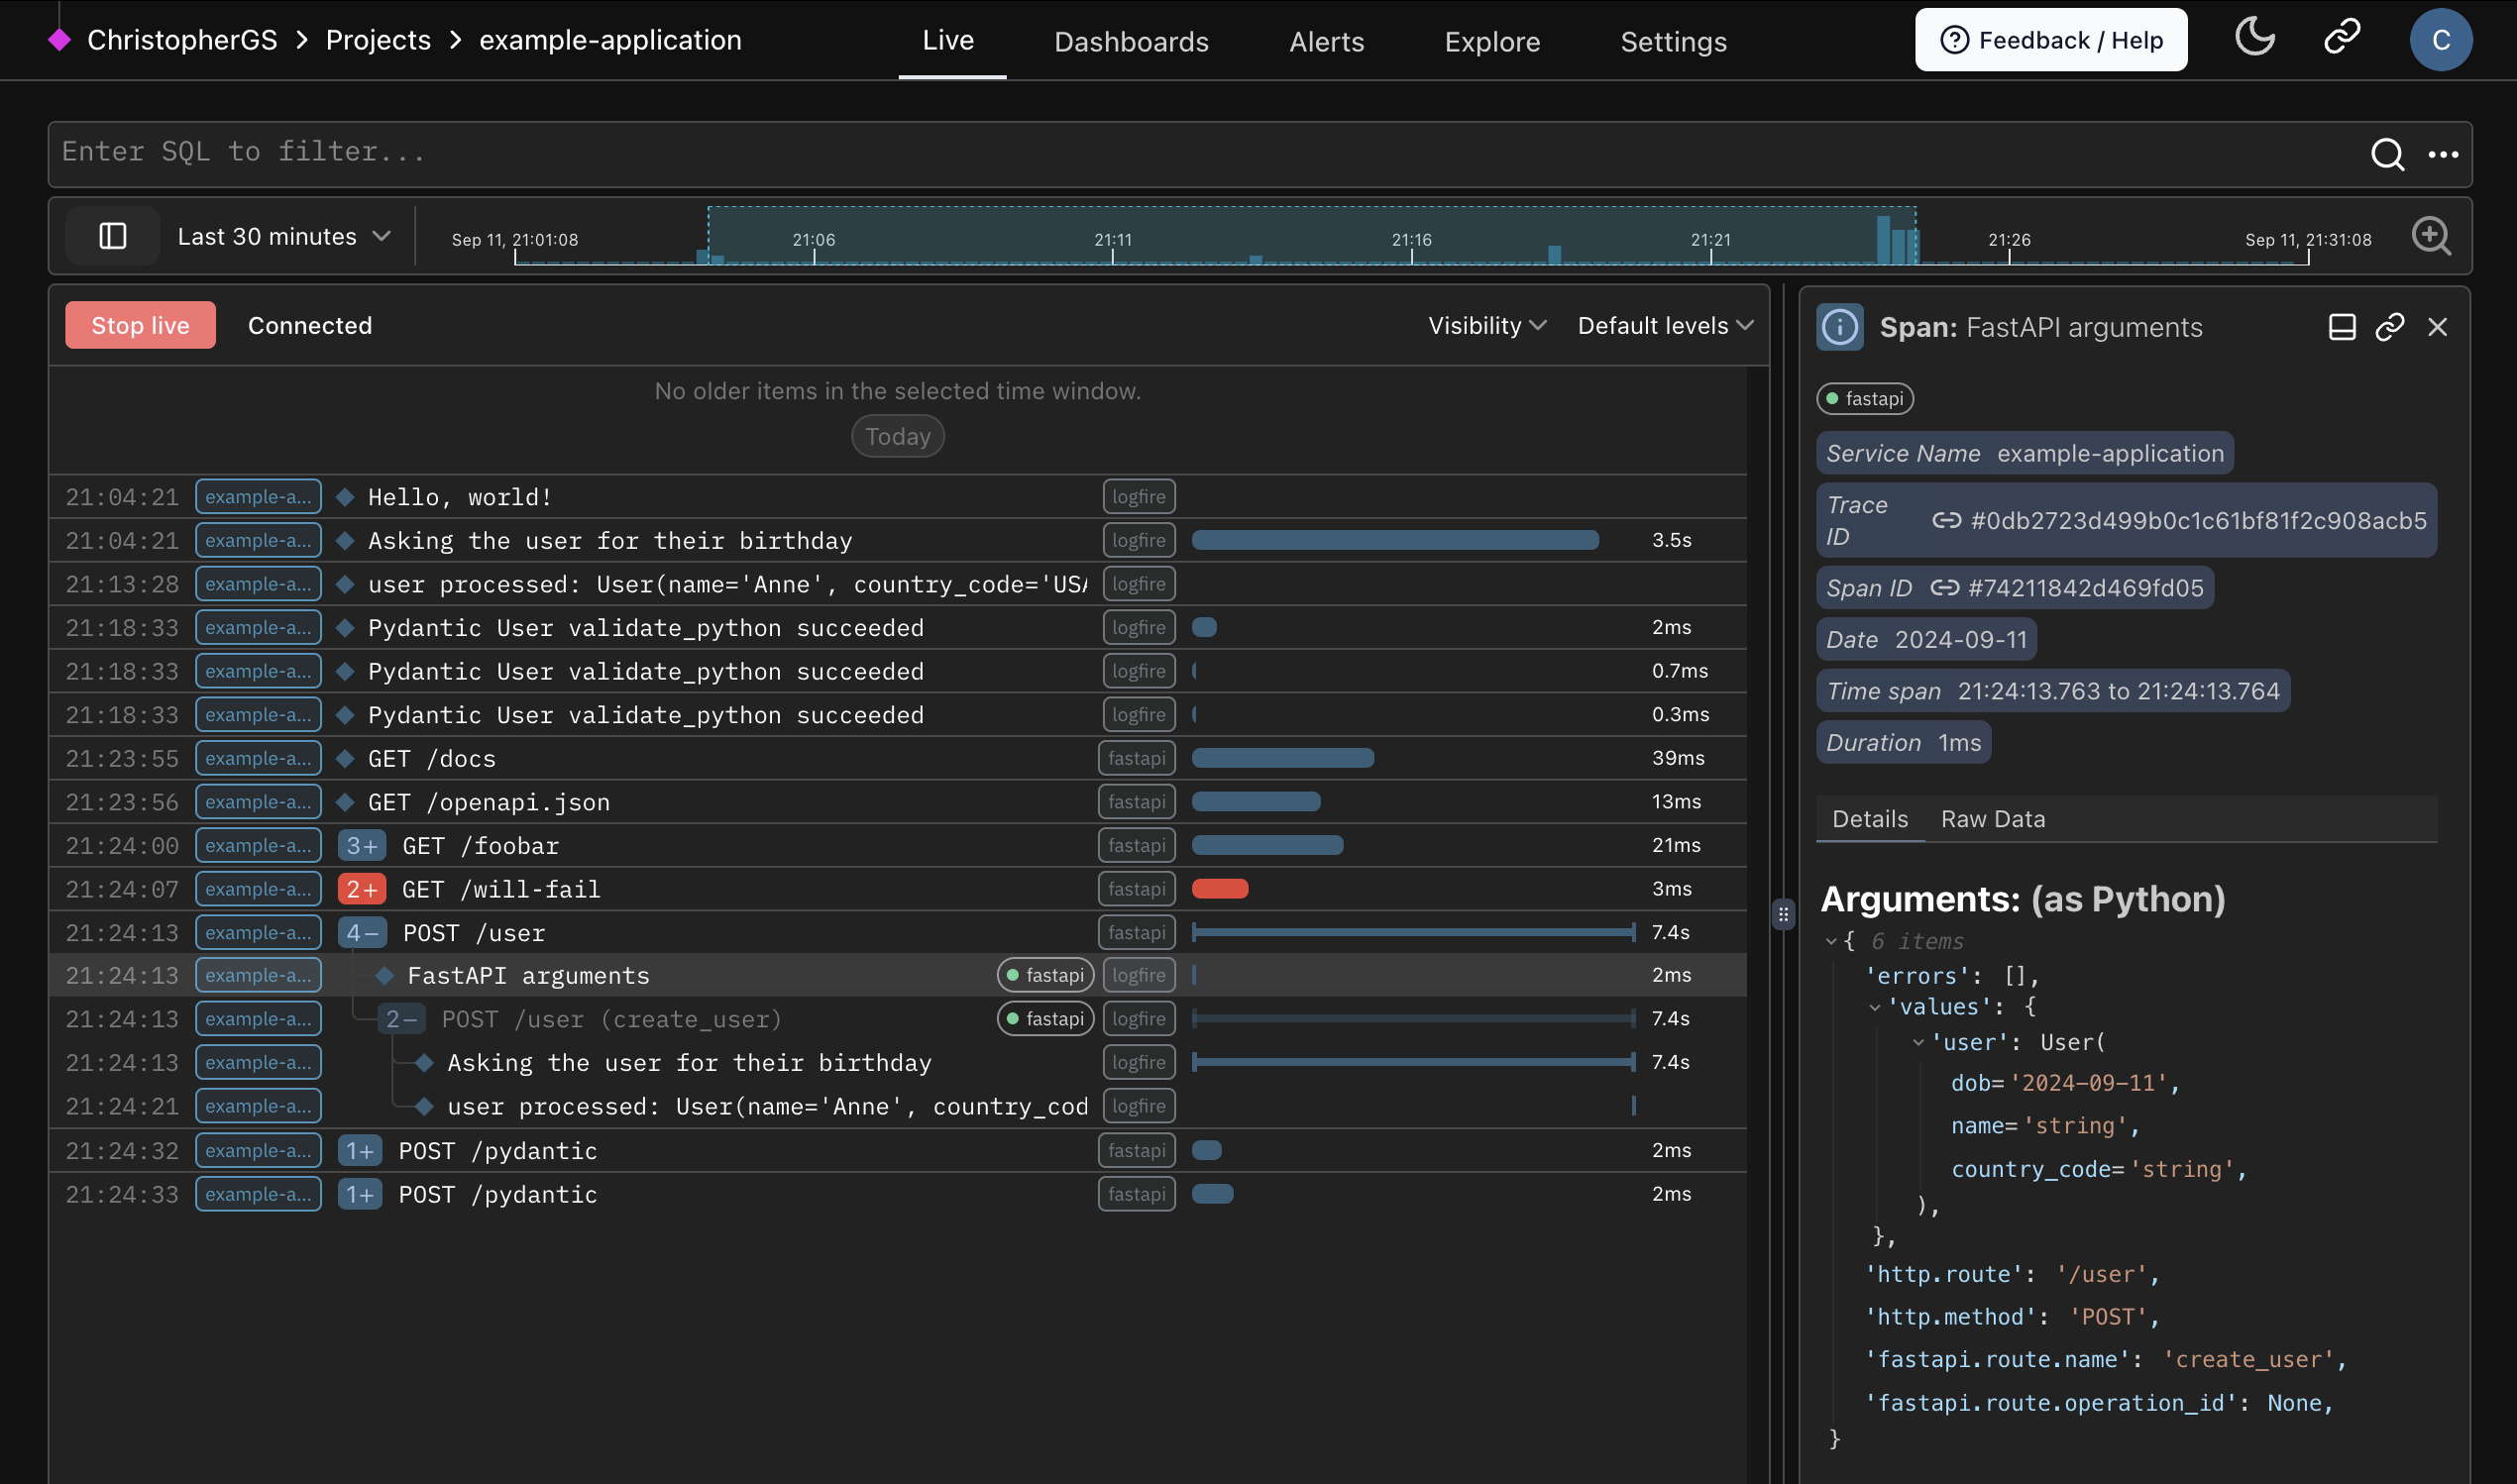 ChristopherGS > Projects > example-application Live Dashboards Alerts Explore Settings Feedback / Help C
Enter SQL to filter...
Last 30 minutes Sep 11, 21:01:08 21:06 21:11 21:16 21:21 21:26 Sep 11, 21:31:08
Stop live Connected Visibility Default levels
No older items in the selected time window.
Today
21:04:21 example-a... Hello, world! logfire
21:04:21 example-a... Asking the user for their birthday logfire 3.5s
21:13:28 example-a... user processed: User(name='Anne', country_code='USA logfire
21:18:33 example-a... Pydantic User validate_python succeeded logfire 2ms
21:18:33 example-a... Pydantic User validate_python succeeded logfire 0.7ms
21:18:33 example-a... Pydantic User validate_python succeeded logfire 0.3ms
21:23:55 example-a... GET /docs fastapi 39ms
21:23:56 example-a... GET /openapi.json fastapi 13ms
21:24:00 example-a... 3+ GET /foobar fastapi 21ms
21:24:07 example-a... 2+ GET /will-fail fastapi 3ms
21:24:13 example-a... 4− POST /user fastapi 7.4s
21:24:13 example-a... FastAPI arguments fastapi logfire 2ms
21:24:13 example-a... 2− POST /user (create_user) fastapi logfire 7.4s
21:24:13 example-a... Asking the user for their birthday logfire 7.4s
21:24:21 example-a... user processed: User(name='Anne', country_cod logfire
21:24:32 example-a... 1+ POST /pydantic fastapi 2ms
21:24:33 example-a... 1+ POST /pydantic fastapi 2ms
Span: FastAPI arguments
fastapi
Service Name example-application
Trace
ID #0db2723d499b0c1c61bf81f2c908acb5
Span ID #74211842d469fd05
Date 2024-09-11
Time span 21:24:13.763 to 21:24:13.764
Duration 1ms
Details Raw Data
Arguments: (as Python)
{ 6 items
'errors': [],
'values': {
'user': User(
dob='2024-09-11',
name='string',
country_code='string',
),
},
'http.route': '/user',
'http.method': 'POST',
'fastapi.route.name': 'create_user',
'fastapi.route.operation_id': None,
}